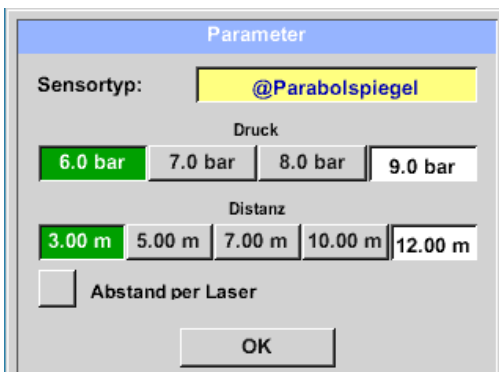 Parameter
Sensortyp: @Parabolspiegel
Druck
6.0 bar 7.0 bar 8.0 bar 9.0 bar
Distanz
3.00 m 5.00 m 7.00 m 10.00 m 12.00 m
Abstand per Laser
OK